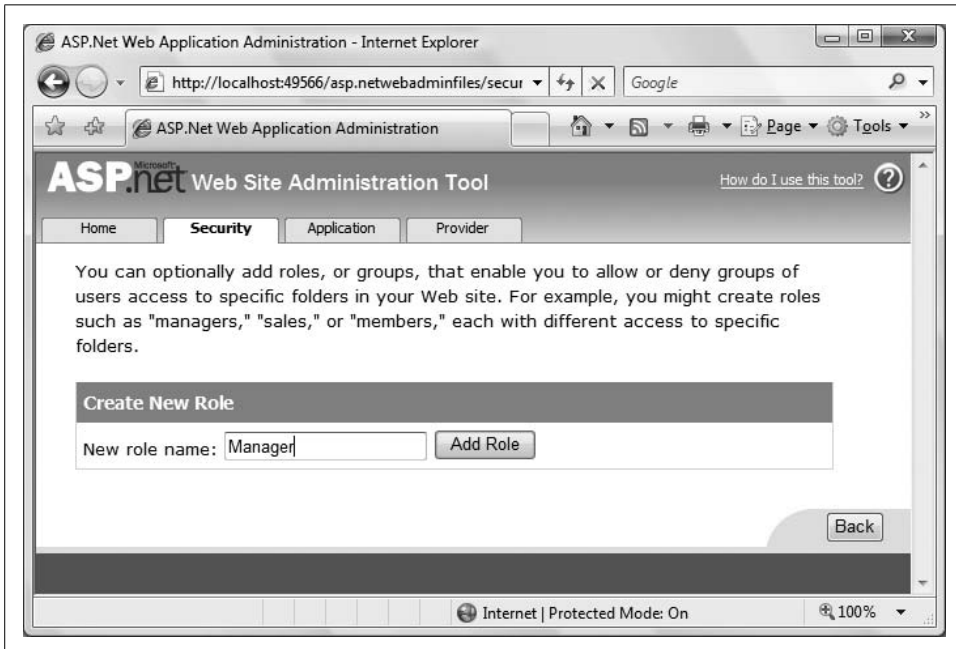 ASP.Net Web Application Administration - Internet Explorer
http://localhost:49566/asp.netwebadminfiles/secur
Google
ASP.Net Web Application Administration
Page
Tools
»
Microsoft
ASP.net Web Site Administration Tool
How do I use this tool? ?
Home Security Application Provider
You can optionally add roles, or groups, that enable you to allow or deny groups of
users access to specific folders in your Web site. For example, you might create roles
such as "managers," "sales," or "members," each with different access to specific
folders.
Create New Role
New role name: Manager Add Role
Back
Internet | Protected Mode: On 100%